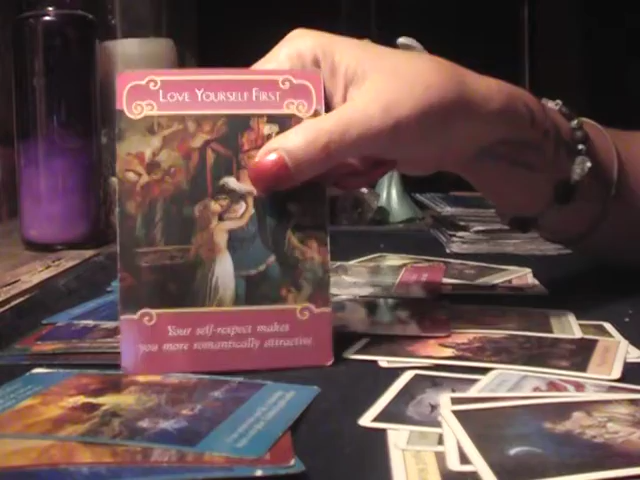 LOVE YOURSELF FIRST
Your self-respect makes
you more romantically attractive